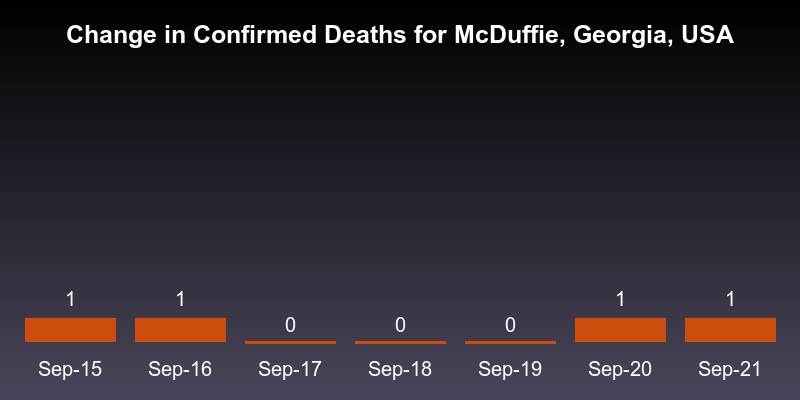 Change in Confirmed Deaths for McDuffie, Georgia, USA
1 1 0 0 0 1 1
Sep-15 Sep-16 Sep-17 Sep-18 Sep-19 Sep-20 Sep-21